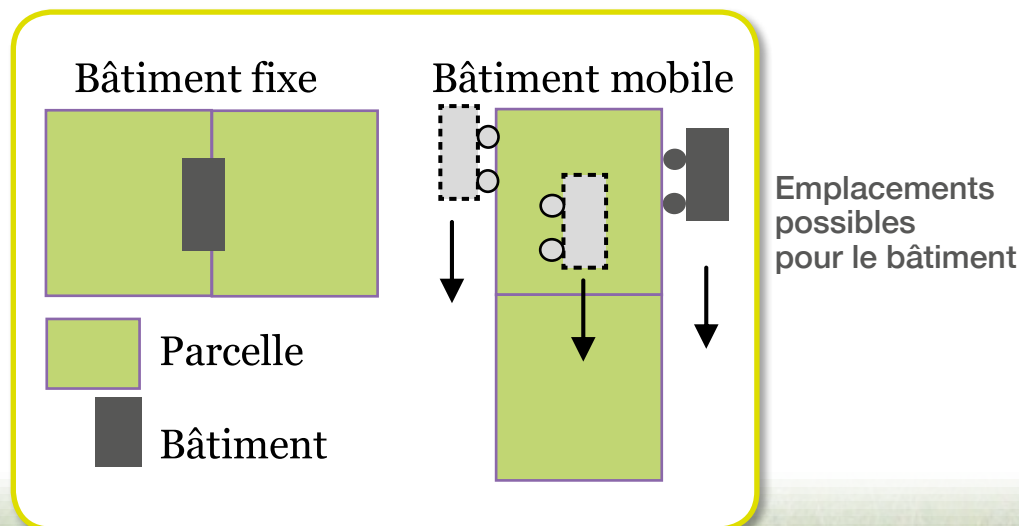 Bâtiment fixe
Bâtiment mobile
Emplacements
possibles
pour le bâtiment
Parcelle
Bâtiment